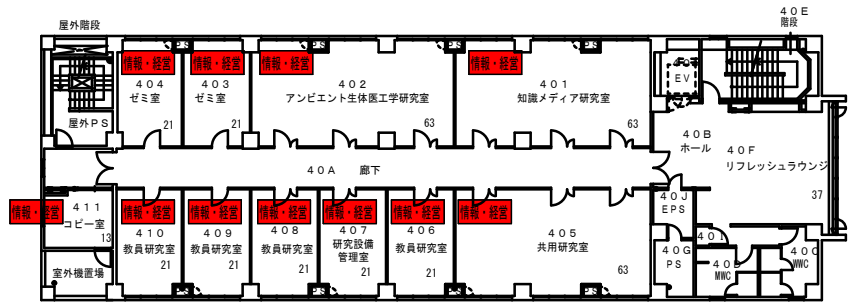 屋外階段
４０Ｅ
階段
ＰＳ
ＰＳ
情報・経営
情報・経営
情報・経営
情報・経営
４０４
ゼミ室
21
４０３
ゼミ室
21
４０２
アンビエント生体医工学研究室
63
４０１
知識メディア研究室
63
ＥＶ
屋外ＰＳ
４０Ｂ
ホール
４０Ｆ
リフレッシュラウンジ
37
４０Ａ　廊下
情報・経営
４１１
コピー室
13
情報・経営
４１０
教員研究室
21
情報・経営
４０９
教員研究室
21
情報・経営
４０８
教員研究室
21
情報・経営
４０７
研究設備
管理室
21
情報・経営
４０６
教員研究室
21
情報・経営
４０５
共用研究室
63
４０Ｊ
ＥＰＳ
４０Ｉ
４０Ｇ
ＰＳ
４０Ｄ
MWC
４０Ｃ
WWC
室外機置場
ＰＳ
ＰＳ
ＰＳ